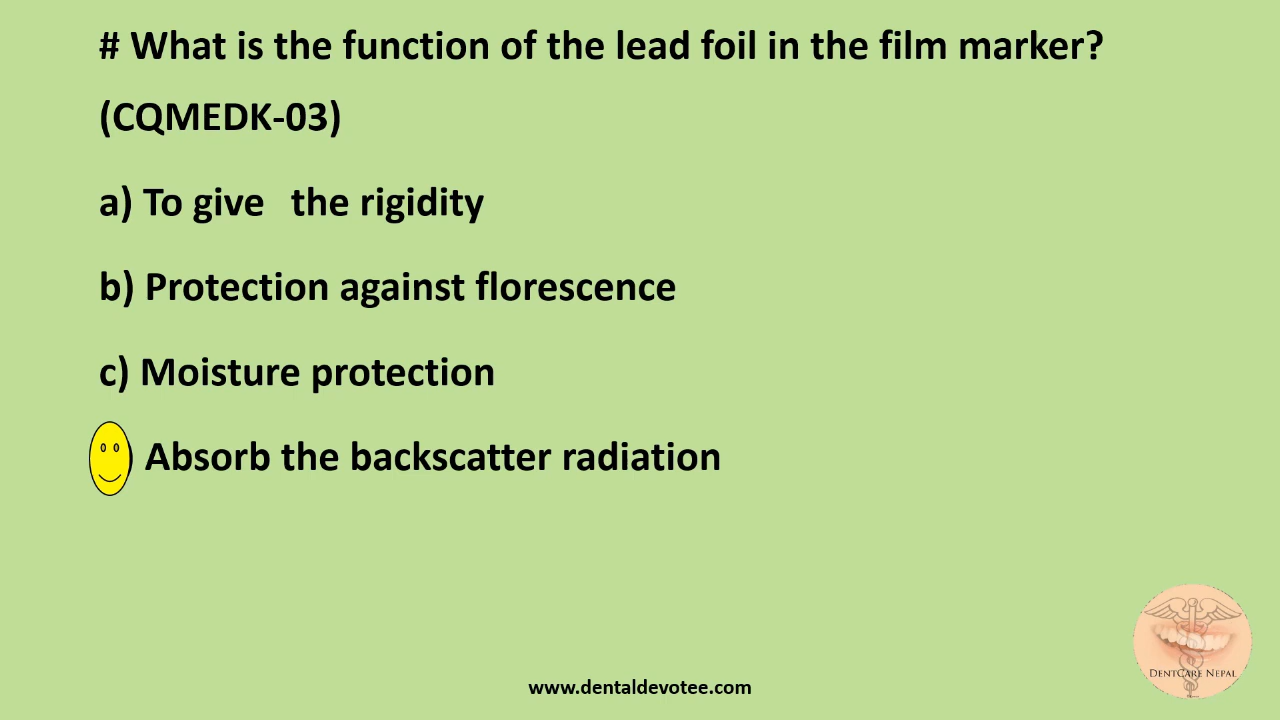 # What is the function of the lead foil in the film marker?
(CQMEDK-03)
a) To give the rigidity
b) Protection against florescence
c) Moisture protection
) Absorb the backscatter radiation
DENTCARE NEPAL
www.dentaldevotee.com